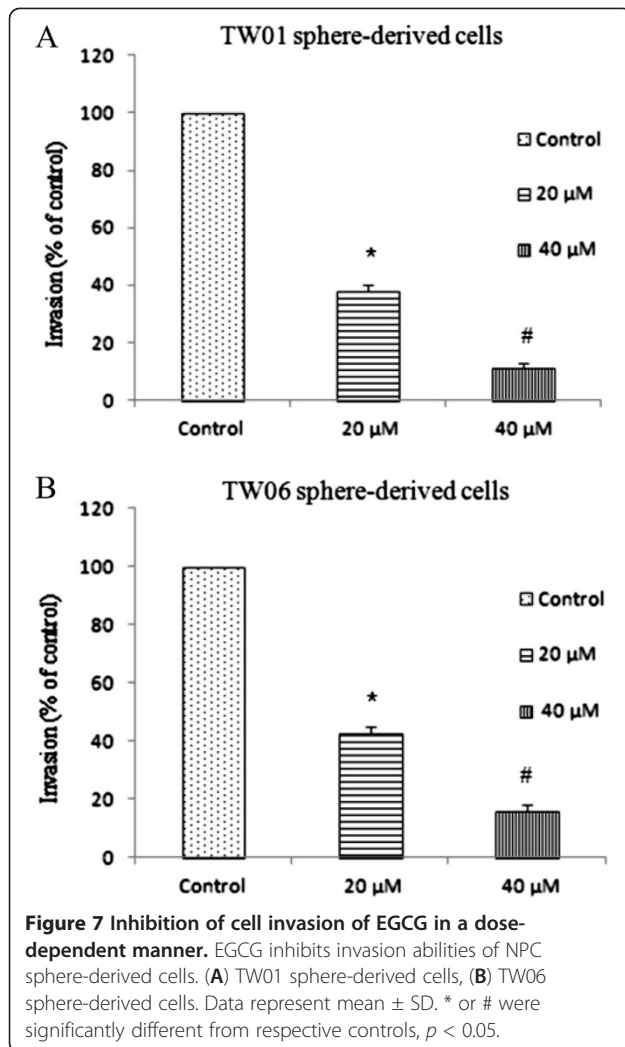 A
TW01 sphere-derived cells
120
100
80
60
40
20
0
Invasion (% of control)
Control
20 µM
40 µM
*
#
Control
20 µM
40 µM
B
TW06 sphere-derived cells
120
100
80
60
40
20
0
Invasion (% of control)
Control
20 µM
40 µM
*
#
Control
20 µM
40 µM
Figure 7 Inhibition of cell invasion of EGCG in a dose-
dependent manner. EGCG inhibits invasion abilities of NPC
sphere-derived cells. (A) TW01 sphere-derived cells, (B) TW06
sphere-derived cells. Data represent mean ± SD. * or # were
significantly different from respective controls, p < 0.05.